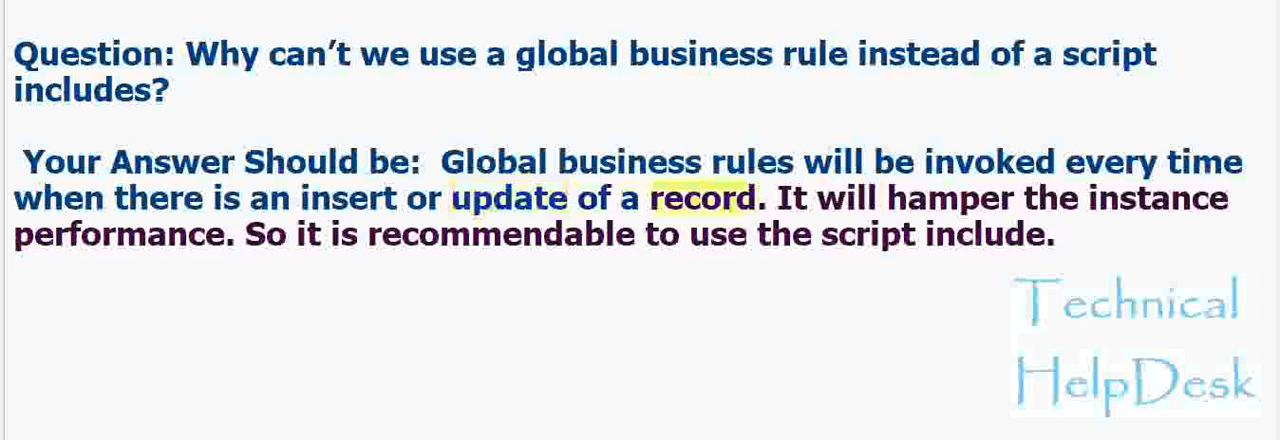 Question: Why can’t we use a global business rule instead of a script
includes?
Your Answer Should be: Global business rules will be invoked every time
when there is an insert or update of a record. It will hamper the instance
performance. So it is recommendable to use the script include.
Technical
HelpDesk